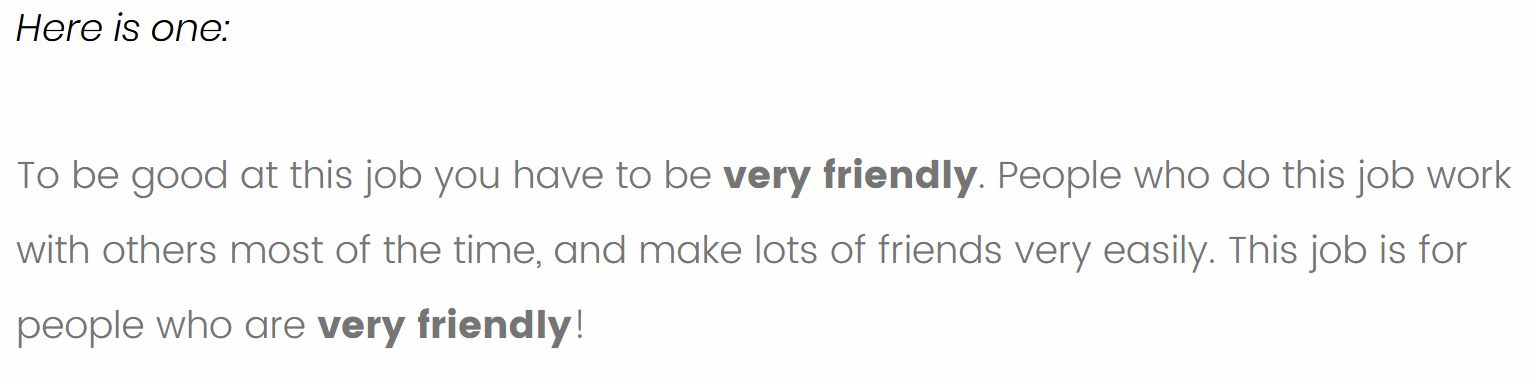 Here is one:
To be good at this job you have to be very friendly. People who do this job work
with others most of the time, and make lots of friends very easily. This job is for
people who are very friendly!